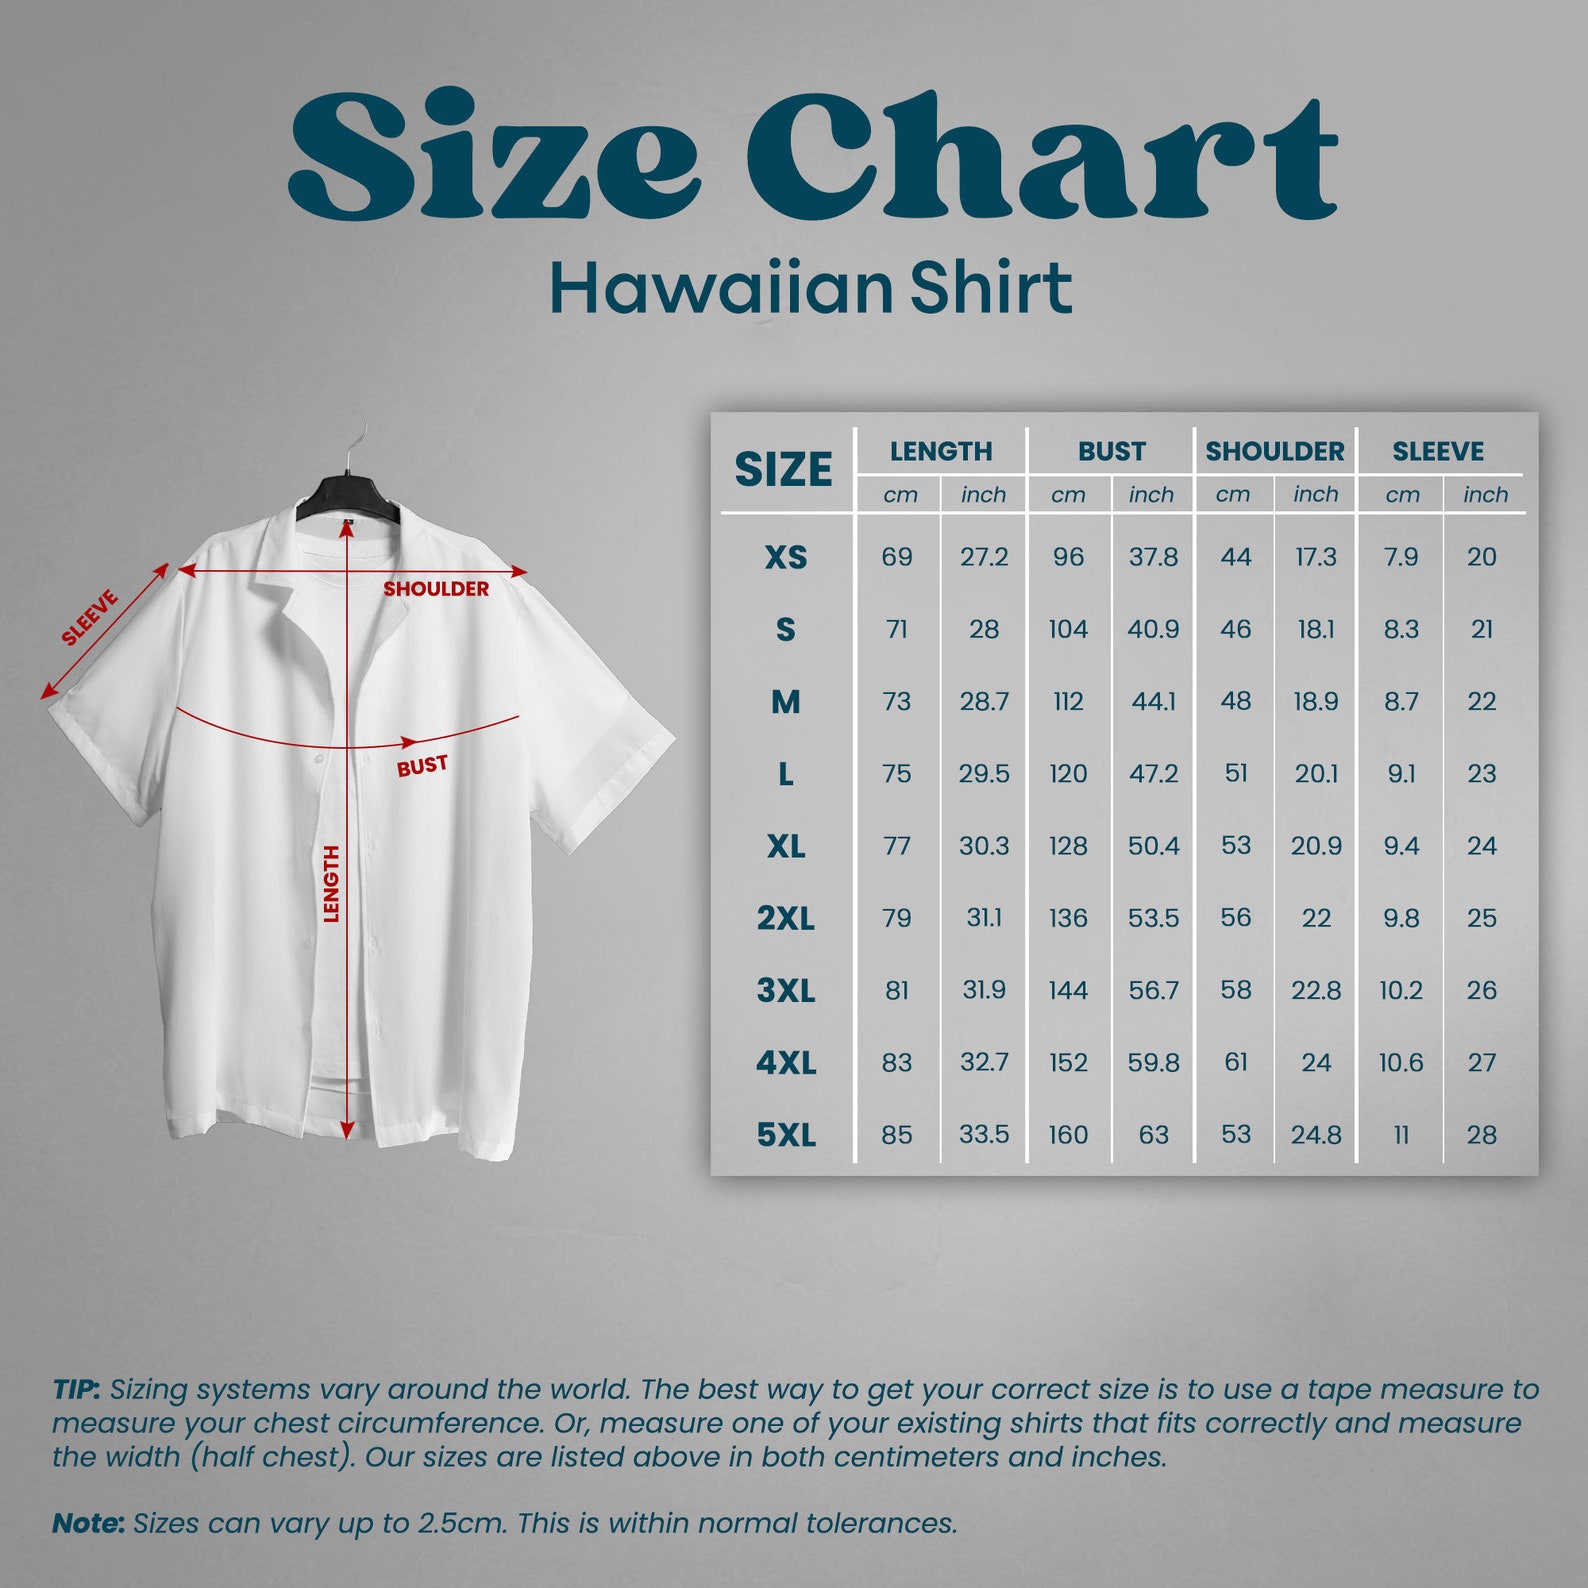 Size Chart
Hawaiian Shirt
SLEEVE
SHOULDER
BUST
LENGTH
SIZE LENGTH BUST SHOULDER SLEEVE
cm inch cm inch cm inch cm inch
XS 69 27.2 96 37.8 44 17.3 7.9 20
S 71 28 104 40.9 46 18.1 8.3 21
M 73 28.7 112 44.1 48 18.9 8.7 22
L 75 29.5 120 47.2 51 20.1 9.1 23
XL 77 30.3 128 50.4 53 20.9 9.4 24
2XL 79 31.1 136 53.5 56 22 9.8 25
3XL 81 31.9 144 56.7 58 22.8 10.2 26
4XL 83 32.7 152 59.8 61 24 10.6 27
5XL 85 33.5 160 63 53 24.8 11 28
TIP: Sizing systems vary around the world. The best way to get your correct size is to use a tape measure to
measure your chest circumference. Or, measure one of your existing shirts that fits correctly and measure
the width (half chest). Our sizes are listed above in both centimeters and inches.
Note: Sizes can vary up to 2.5cm. This is within normal tolerances.